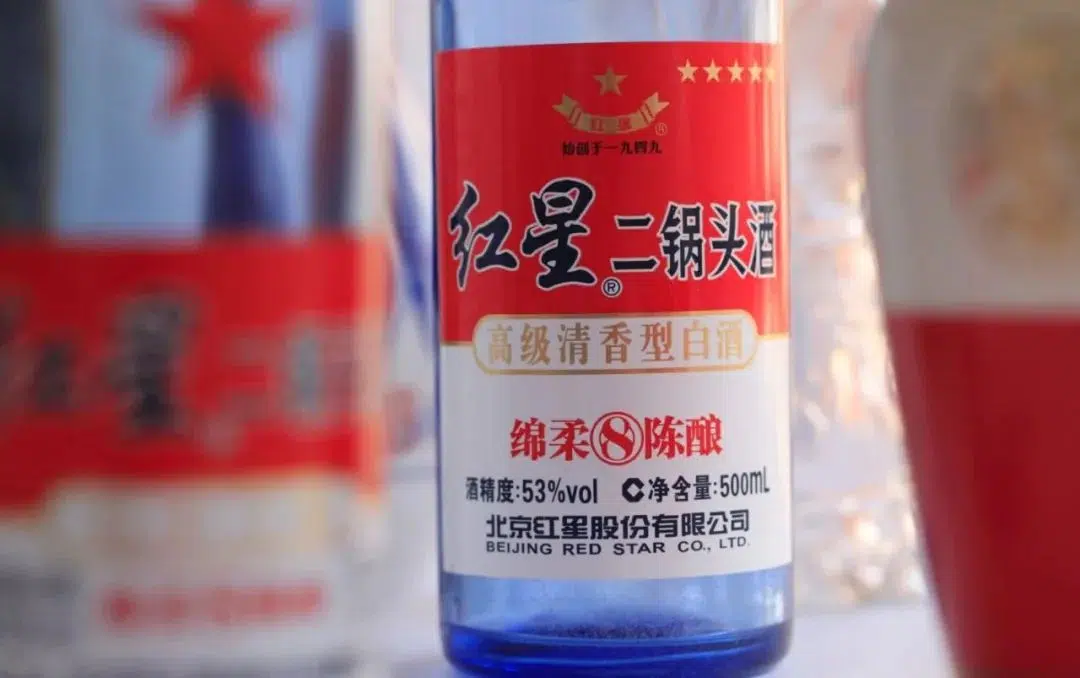 红星®
始创于一九四九
红星®二锅头酒
高级清香型白酒
绵柔8陈酿
酒精度:53%vol C净含量:500mL
北京红星股份有限公司
BEIJING RED STAR CO., LTD.